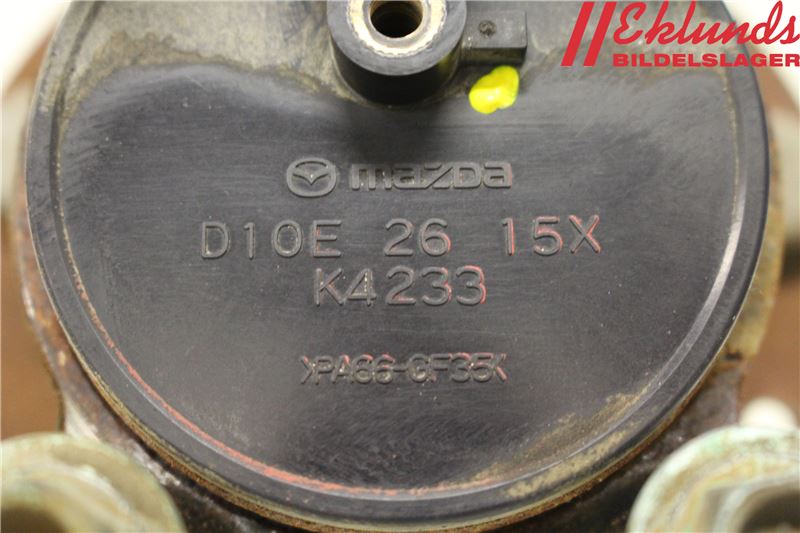 Eklunds
BILDELSLAGER
mazda
D10E 26 15X
K4233
>PA66-GF35<